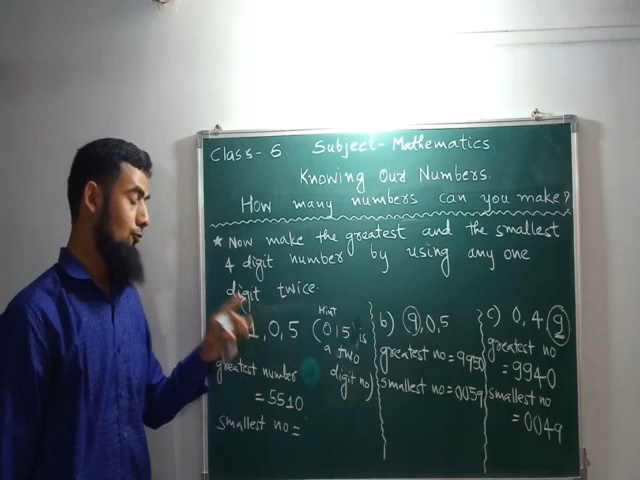 Class- 6 Subject- Mathematics
Knowing Our Numbers
How many numbers can you make?
★ Now make the greatest and the smallest
4 digit number by using any one
digit twice.
1, 0, 5 (Hint 015 is
a two
digit no)
greatest number
= 5510
smallest no =
b) 9, 0, 5
greatest no = 9950
smallest no = 0059
c) 0, 4, 9
greatest no
= 9940
smallest no
= 0049